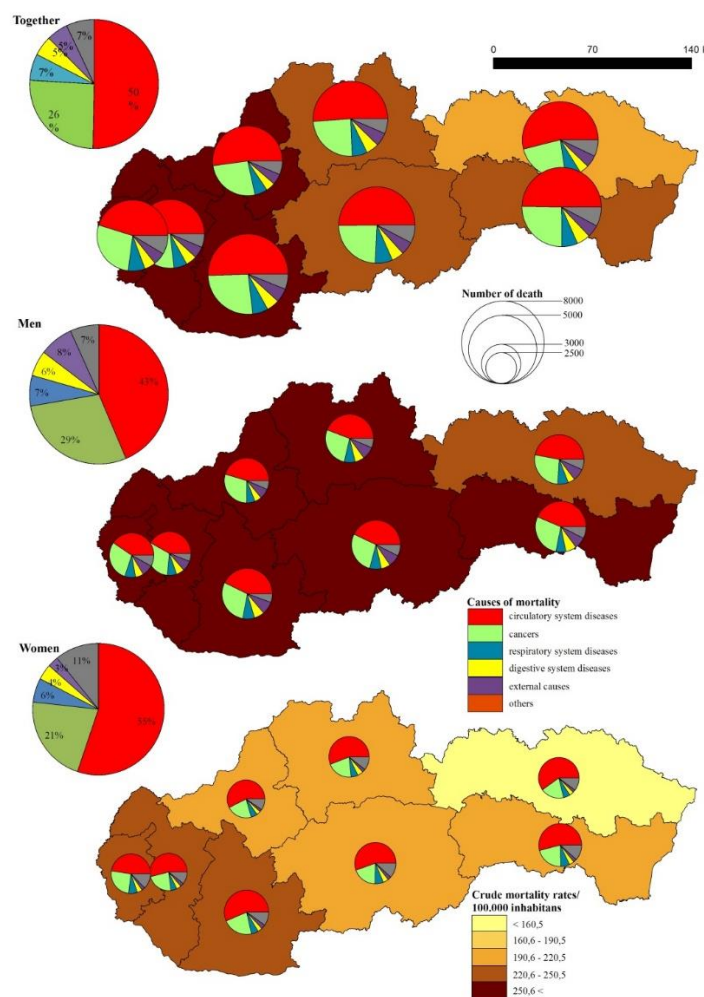 Together
0 70 140
7%
5%
5%
7%
50
%
26
%
Number of death
8000
5000
3000
2500
Men
7%
8%
6%
7%
43%
29%
Causes of mortality
circulatory system diseases
cancers
respiratory system diseases
digestive system diseases
external causes
others
Women
11%
3%
4%
6%
55%
21%
Crude mortality rates/
100.000 inhabitans
< 160,5
160,6 - 190,5
190,6 - 220,5
220,6 - 250,5
250,6 <